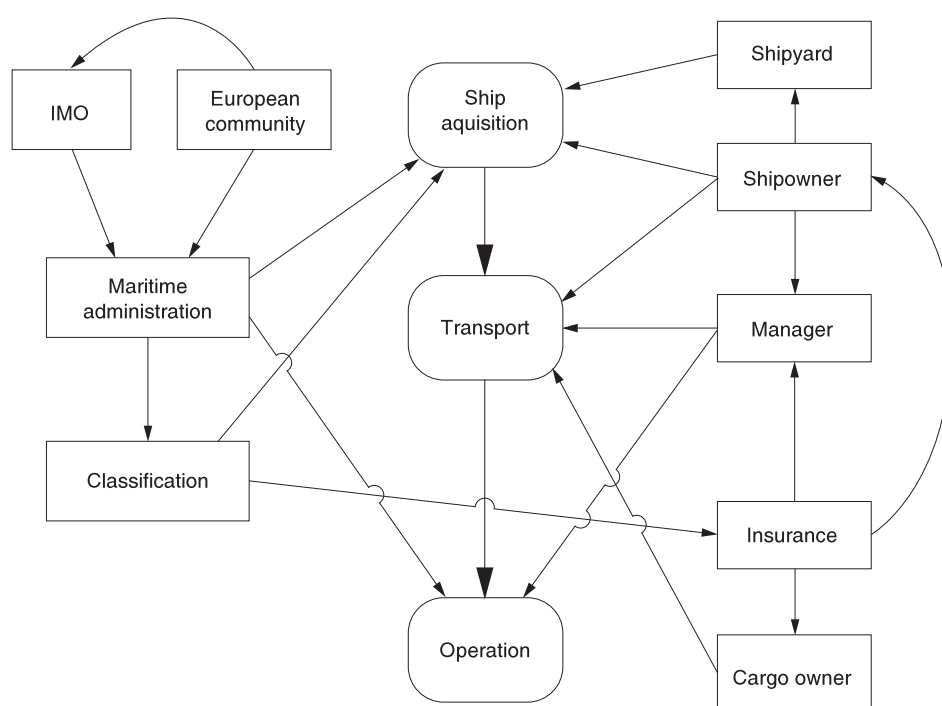 IMO
European
community
Ship
aquisition
Shipyard
Shipowner
Maritime
administration
Transport
Manager
Classification
Insurance
Operation
Cargo owner